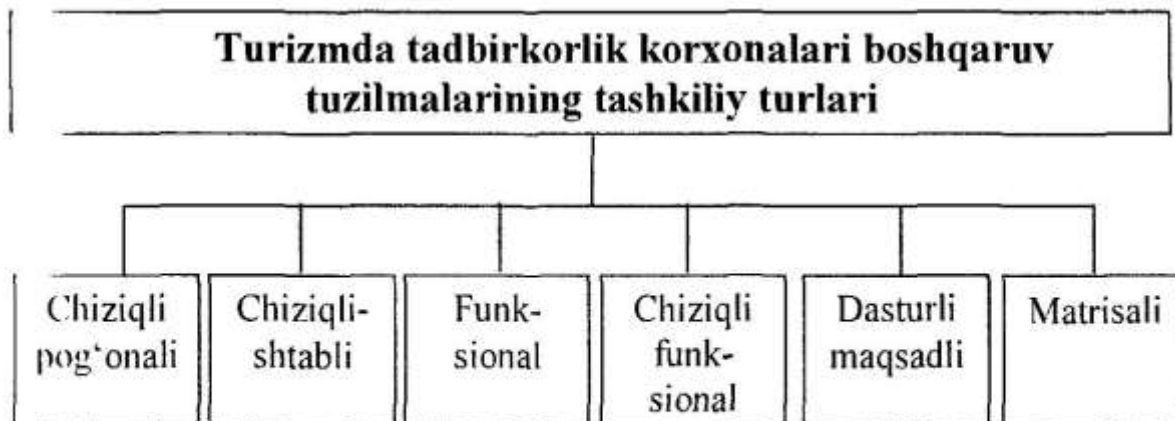 Turizmda tadbirkorlik korxonalari boshqaruv
tuzilmalarining tashkiliy turlari
Chiziqli
pog‘onali
Chiziqli-
shtabli
Funk-
sional
Chiziqli
funk-
sional
Dasturli
maqsadli
Matrisali